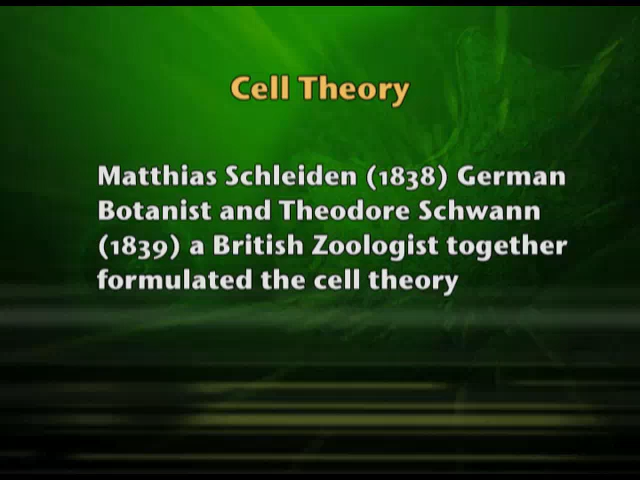 Cell Theory
Matthias Schleiden (1838) German
Botanist and Theodore Schwann
(1839) a British Zoologist together
formulated the cell theory